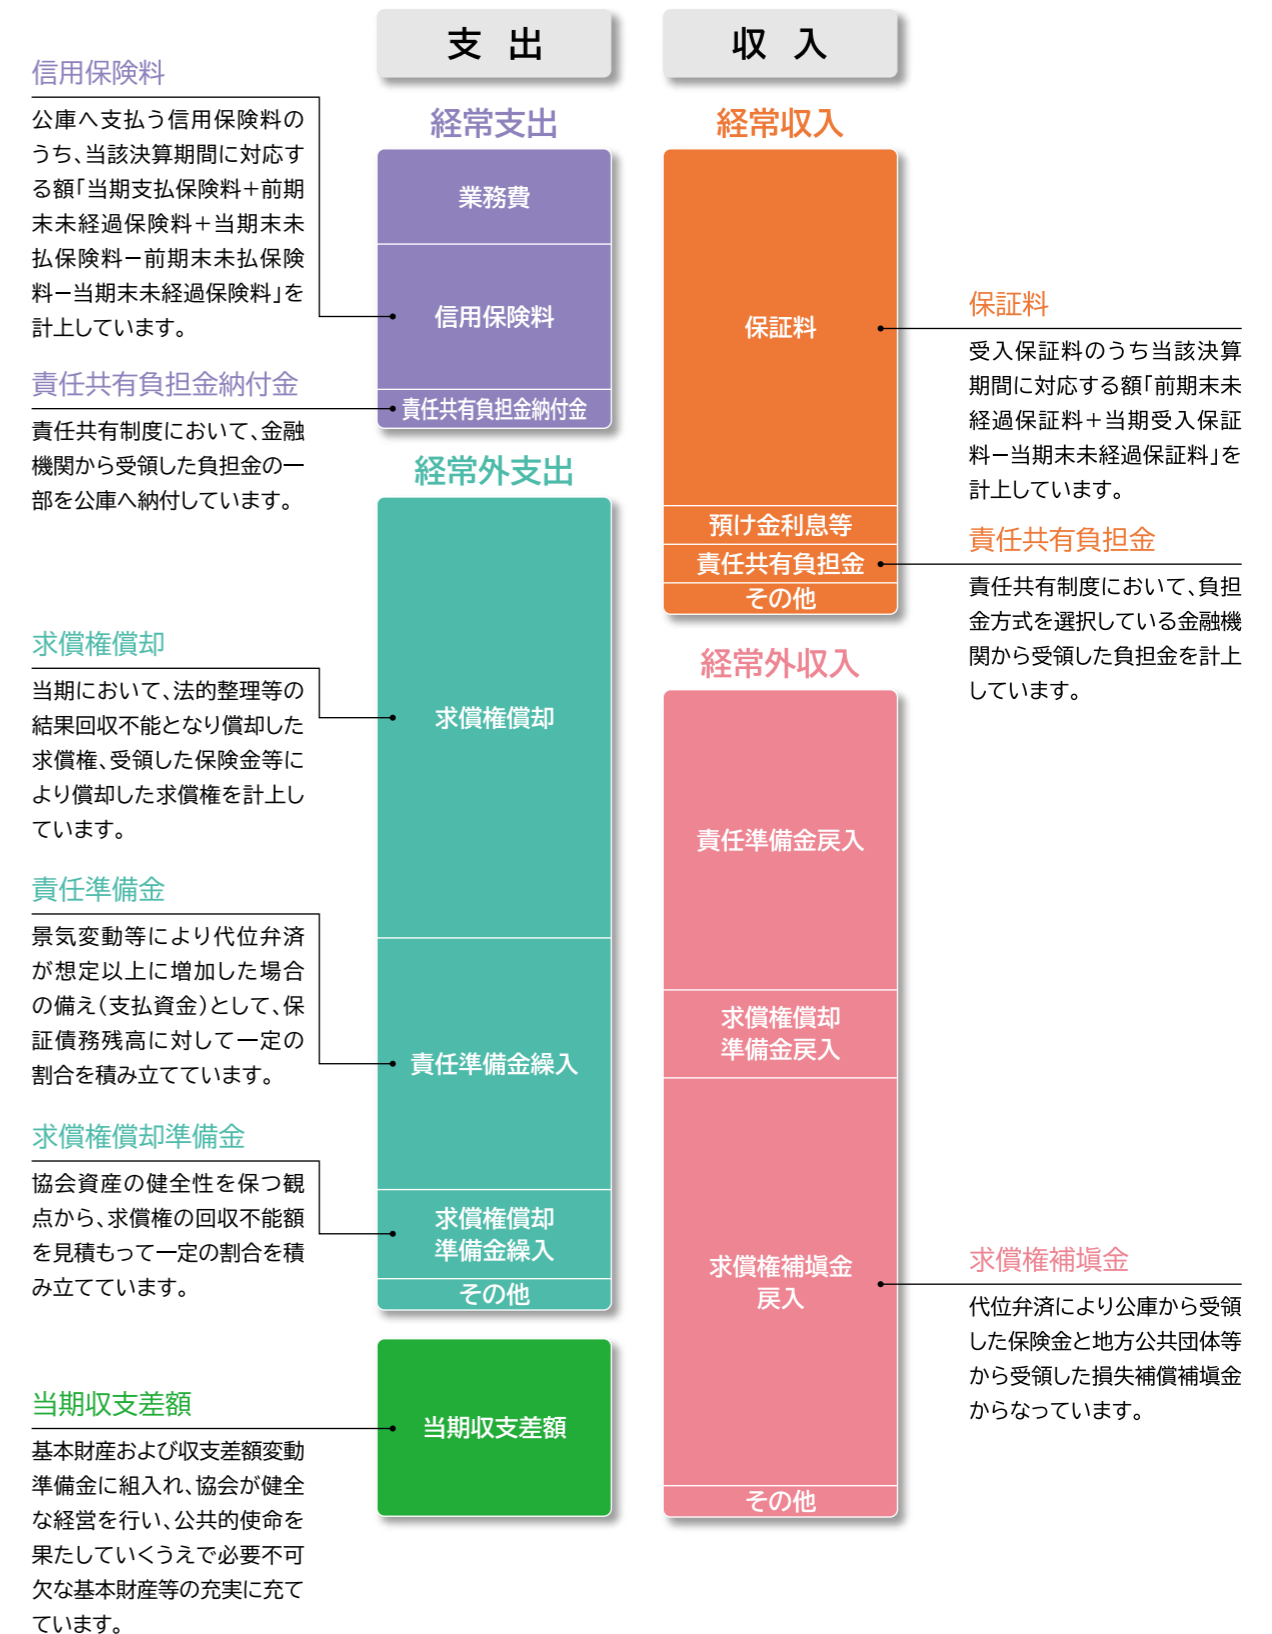 支出
収入
信用保険料
公庫へ支払う信用保険料の
うち、当該決算期間に対応す
る額「当期支払保険料＋前期
末未経過保険料＋当期末未
払保険料－前期末未払保険
料－当期末未経過保険料」を
計上しています。
責任共有負担金納付金
責任共有制度において、金融
機関から受領した負担金の一
部を公庫へ納付しています。
求償権償却
当期において、法的整理等の
結果回収不能となり償却した
求償権、受領した保険金等に
より償却した求償権を計上し
ています。
責任準備金
景気変動等により代位弁済
が想定以上に増加した場合
の備え（支払資金）として、保
証債務残高に対して一定の
割合を積み立てています。
求償権償却準備金
協会資産の健全性を保つ観
点から、求償権の回収不能額
を見積もって一定の割合を積
み立てています。
当期収支差額
基本財産および収支差額変動
準備金に組入れ、協会が健全
な経営を行い、公共的使命を
果たしていくうえで必要不可
欠な基本財産等の充実に充て
ています。
経常支出
業務費
信用保険料
責任共有負担金納付金
経常外支出
求償権償却
責任準備金繰入
求償権償却
準備金繰入
その他
当期収支差額
経常収入
保証料
預け金利息等
責任共有負担金
その他
経常外収入
責任準備金戻入
求償権償却
準備金戻入
求償権補填金
戻入
その他
保証料
受入保証料のうち当該決算
期間に対応する額「前期末未
経過保証料＋当期受入保証
料－当期末未経過保証料」を
計上しています。
責任共有負担金
責任共有制度において、負担
金方式を選択している金融機
関から受領した負担金を計上
しています。
求償権補塡金
代位弁済により公庫から受領
した保険金と地方公共団体等
から受領した損失補償補塡金
からなっています。